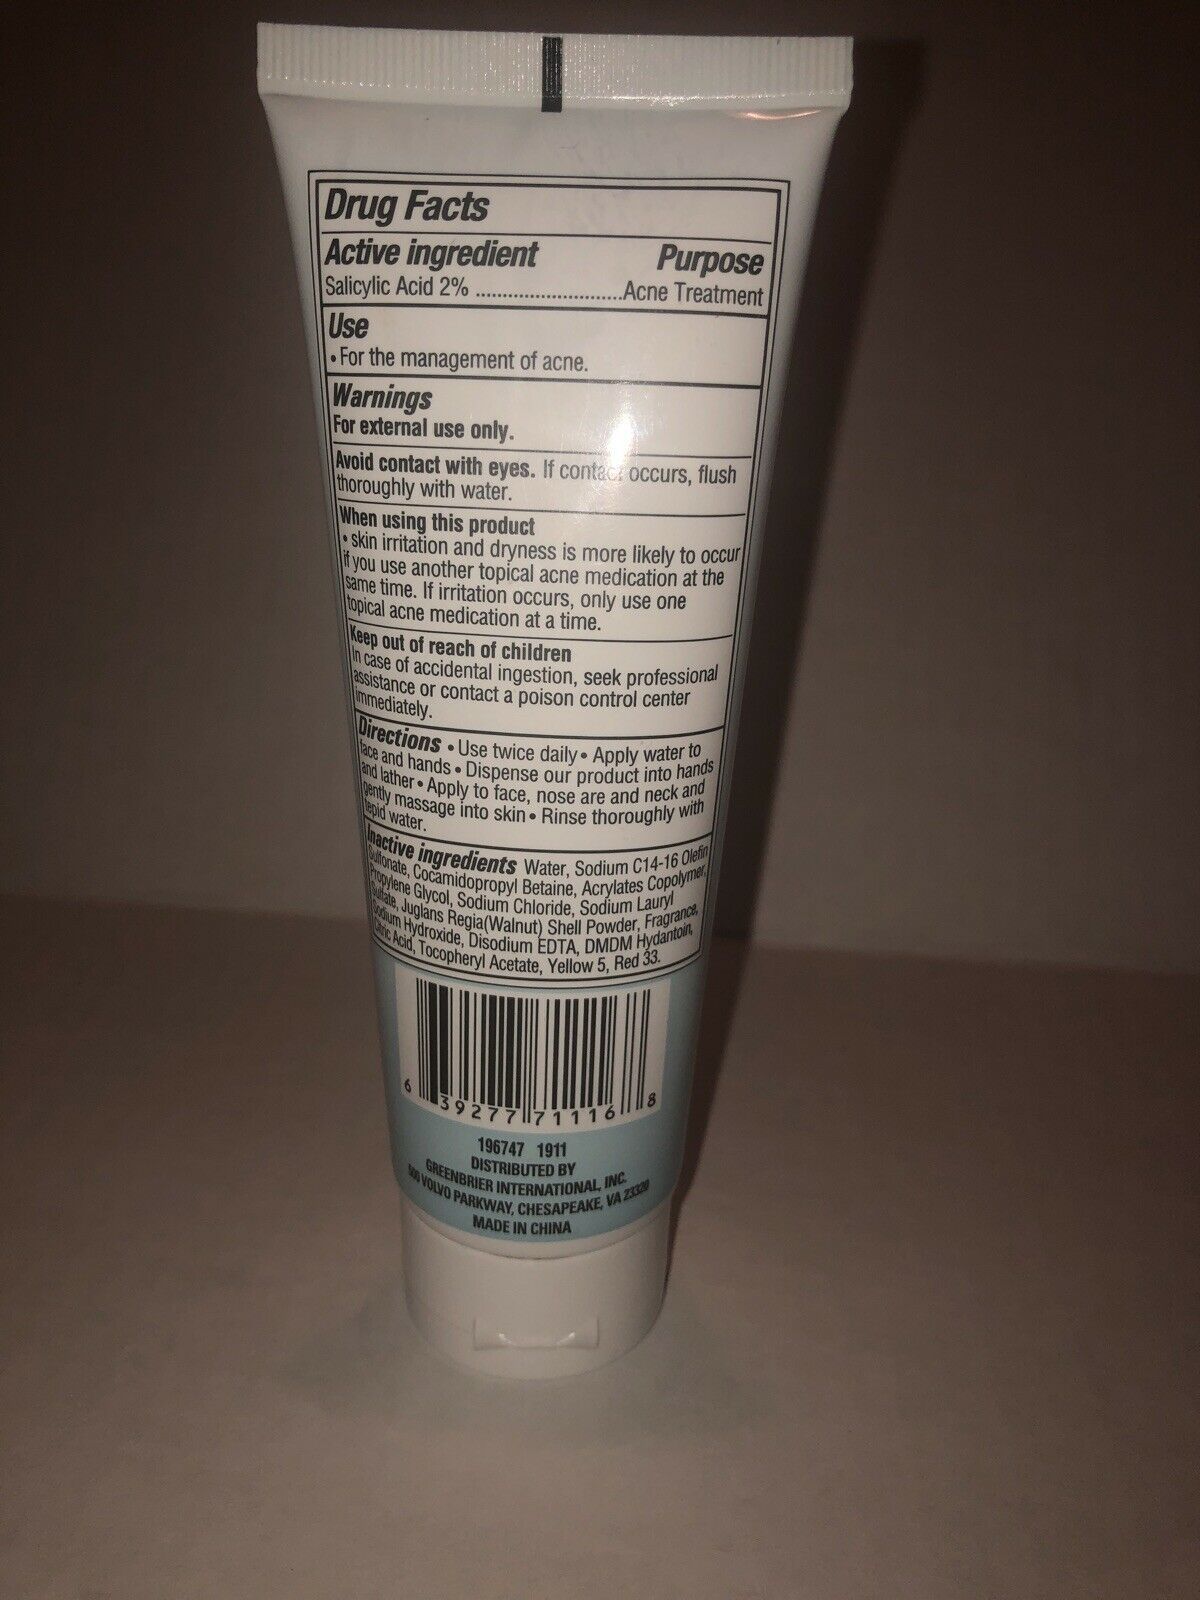 Drug Facts
Active ingredient Purpose
Salicylic Acid 2% ...........................Acne Treatment
Use
• For the management of acne.
Warnings
For external use only.
Avoid contact with eyes. If contact occurs, flush
thoroughly with water.
When using this product
• skin irritation and dryness is more likely to occur
if you use another topical acne medication at the
same time. If irritation occurs, only use one
topical acne medication at a time.
Keep out of reach of children
In case of accidental ingestion, seek professional
assistance or contact a poison control center
immediately.
Directions • Use twice daily • Apply water to
face and hands • Dispense our product into hands
and lather • Apply to face, nose are and neck and
gently massage into skin • Rinse thoroughly with
tepid water.
Inactive ingredients Water, Sodium C14-16 Olefin
Sulfonate, Cocamidopropyl Betaine, Acrylates Copolymer,
Propylene Glycol, Sodium Chloride, Sodium Lauryl
Sulfate, Juglans Regia(Walnut) Shell Powder, Fragrance,
Sodium Hydroxide, Disodium EDTA, DMDM Hydantoin,
Citric Acid, Tocopheryl Acetate, Yellow 5, Red 33.
6 39277 71116 8
196747 1911
DISTRIBUTED BY
GREENBRIER INTERNATIONAL, INC.
500 VOLVO PARKWAY, CHESAPEAKE, VA 23320
MADE IN CHINA